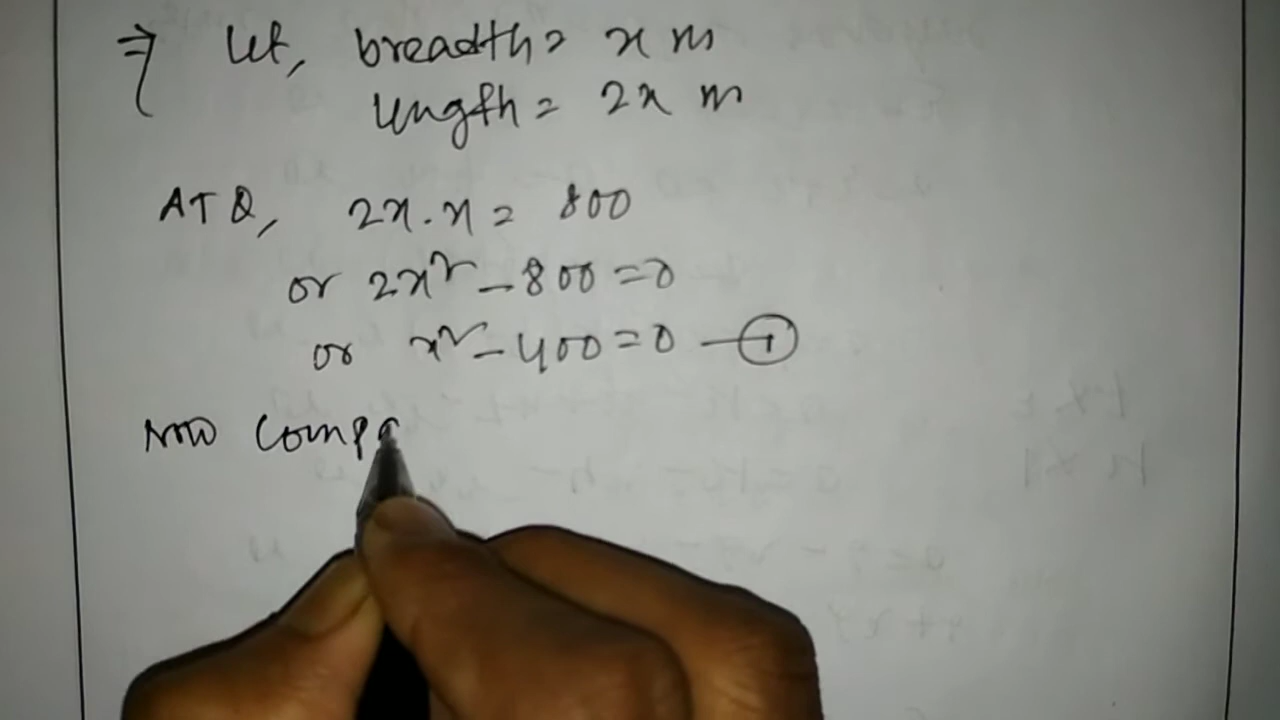 ⇒ Let, breadth = x m
length = 2x m
ATQ, 2x . x = 800
or 2x² - 800 = 0
or x² - 400 = 0 — ①
Now Compa